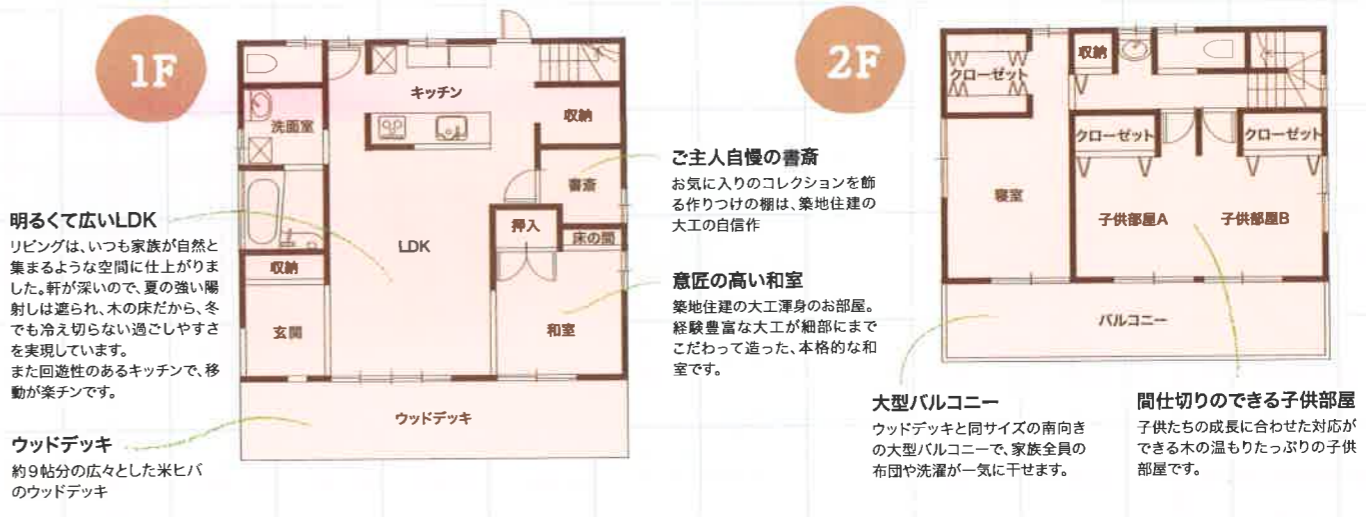 1F
キッチン
洗面室
収納
書斎
押入
床の間
LDK
収納
玄関
和室
ウッドデッキ
明るくて広いLDK
リビングは、いつも家族が自然と
集まるような空間に仕上がりま
した。軒が深いので、夏の強い陽
射しは遮られ、木の床だから、冬
でも冷え切らない過ごしやすさ
を実現しています。
また回遊性のあるキッチンで、移
動が楽チンです。
ウッドデッキ
約9帖分の広々とした米ヒバ
のウッドデッキ
ご主人自慢の書斎
お気に入りのコレクションを飾
る作りつけの棚は、築地住建の
大工の自信作
意匠の高い和室
築地住建の大工渾身のお部屋。
経験豊富な大工が細部にまで
こだわって造った、本格的な和
室です。
2F
クローゼット
収納
クローゼット
クローゼット
寝室
子供部屋A
子供部屋B
バルコニー
大型バルコニー
ウッドデッキと同サイズの南向き
の大型バルコニーで、家族全員の
布団や洗濯が一気に干せます。
間仕切りのできる子供部屋
子供たちの成長に合わせた対応が
できる木の温もりたっぷりの子供
部屋です。